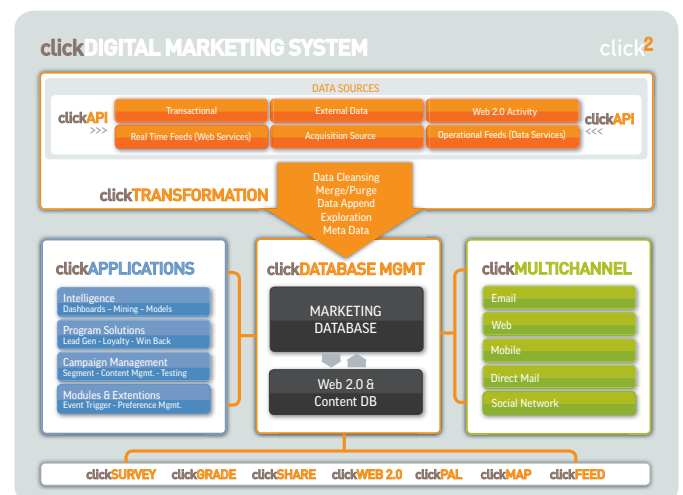 clickDIGITAL MARKETING SYSTEM
click2
DATA SOURCES
clickAPI
>>>
Transactional
External Data
Web 2.0 Activity
Real Time Feeds (Web Services)
Acquisition Source
Operational Feeds (Data Services)
clickAPI
<<<
clickTRANSFORMATION
Data Cleansing
Merge/Purge
Data Append
Exploration
Meta Data
clickAPPLICATIONS
Intelligence
Dashboards – Mining – Models
Program Solutions
Lead Gen - Loyalty - Win Back
Campaign Management
Segment - Content Mgmt. - Testing
Modules & Extentions
Event Trigger - Preference Mgmt.
clickDATABASE MGMT
MARKETING
DATABASE
Web 2.0 &
Content DB
clickMULTICHANNEL
Email
Web
Mobile
Direct Mail
Social Network
clickSURVEY clickGRADE clickSHARE clickWEB 2.0 clickPAL clickMAP clickFEED